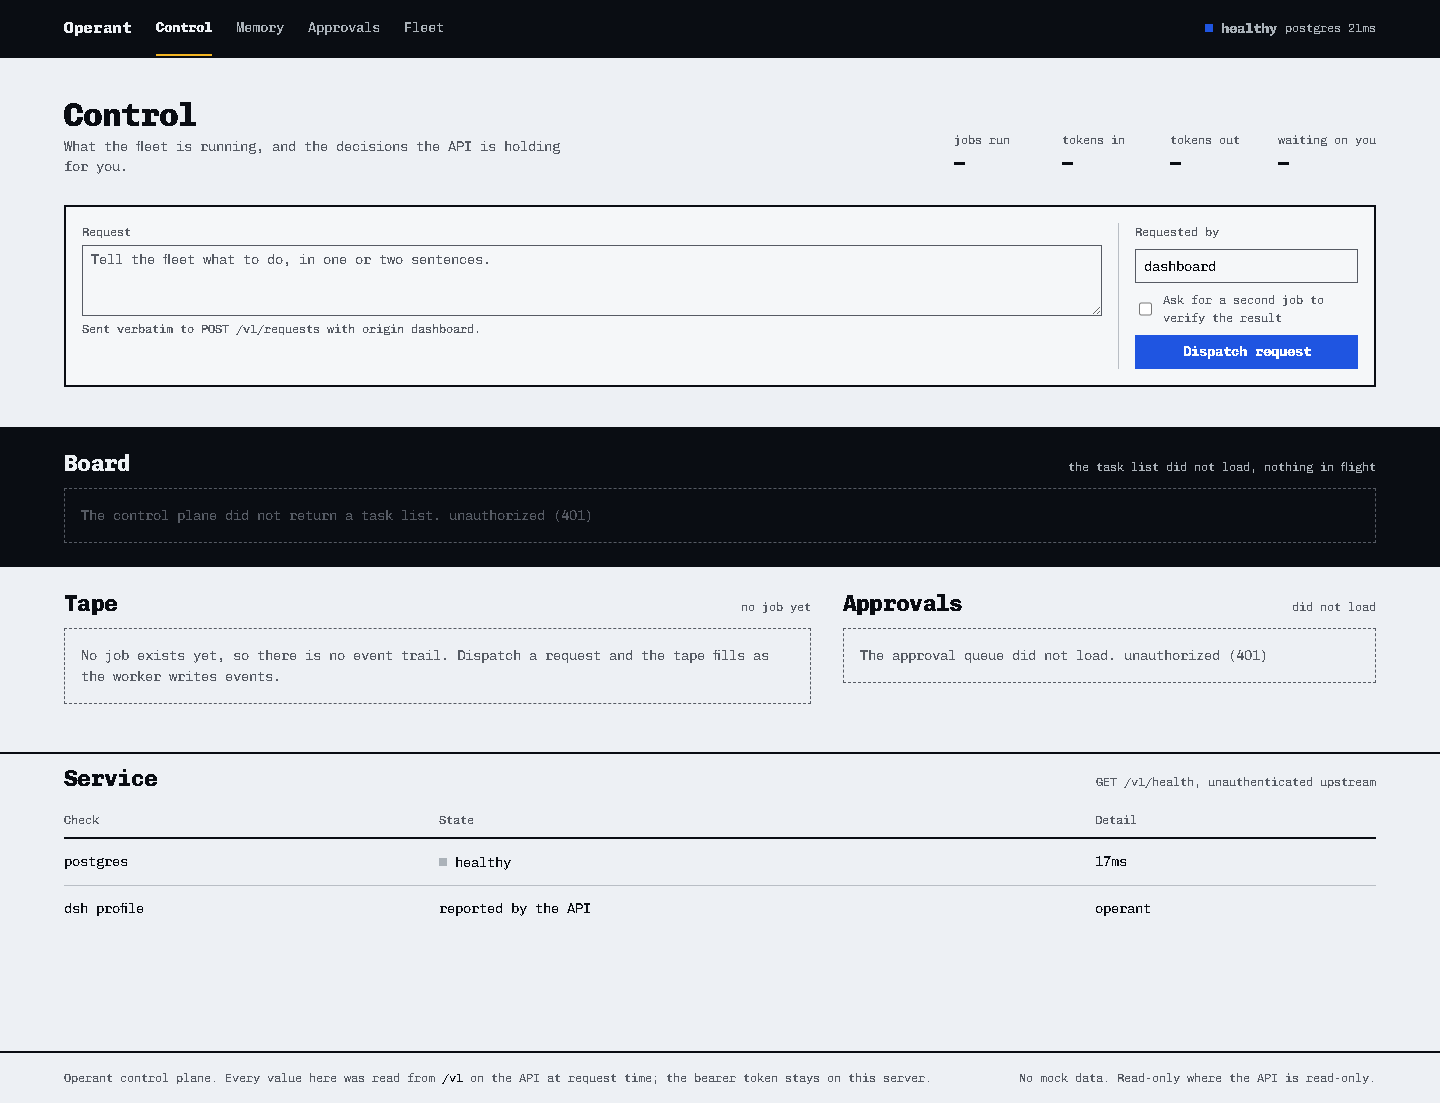 Operant Control Memory Approvals Fleet healthy postgres 21ms
Control
What the fleet is running, and the decisions the API is holding
for you.
jobs run tokens in tokens out waiting on you
– – – –
Request
Tell the fleet what to do, in one or two sentences.
Sent verbatim to POST /v1/requests with origin dashboard.
Requested by
dashboard
Ask for a second job to
verify the result
Dispatch request
Board
the task list did not load, nothing in flight
The control plane did not return a task list. unauthorized (401)
Tape
no job yet
No job exists yet, so there is no event trail. Dispatch a request and the tape fills as
the worker writes events.
Approvals
did not load
The approval queue did not load. unauthorized (401)
Service
GET /v1/health, unauthenticated upstream
Check State Detail
postgres healthy 17ms
dsh profile reported by the API operant
Operant control plane. Every value here was read from /v1 on the API at request time; the bearer token stays on this server.
No mock data. Read-only where the API is read-only.